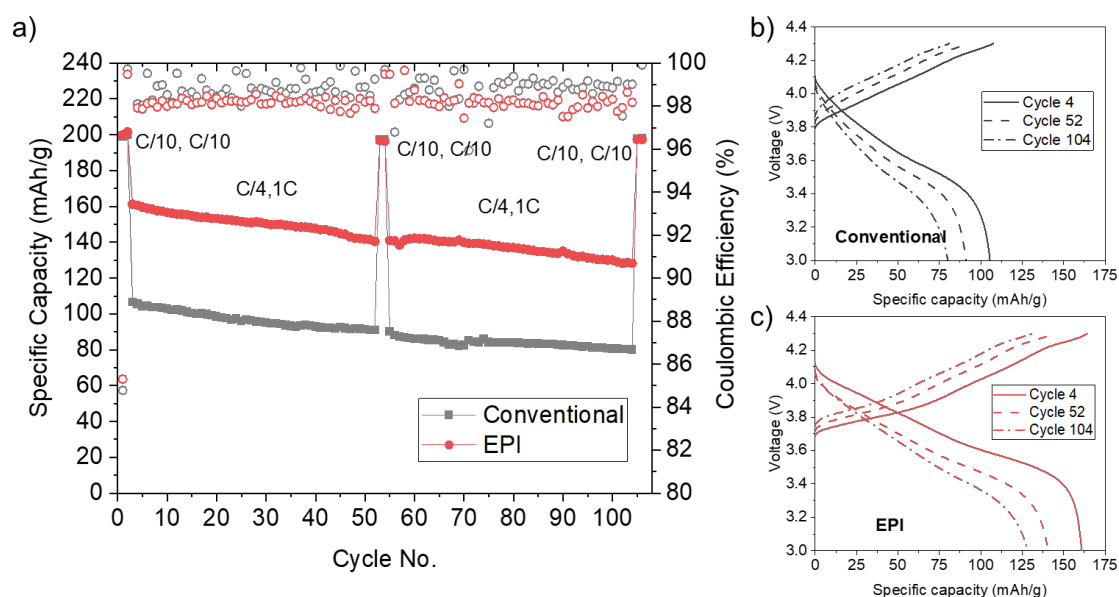 a)
240
220
200
180
160
140
120
100
80
60
40
20
0
Specific Capacity (mAh/g)
C/10, C/10
C/10, C/10
C/10, C/10
C/4,1C
C/4,1C
Conventional
EPI
0 10 20 30 40 50 60 70 80 90 100
Cycle No.
100
98
96
94
92
90
88
86
84
82
80
Coulombic Efficiency (%)
b)
4.4
4.2
4.0
3.8
3.6
3.4
3.2
3.0
Voltage (V)
Cycle 4
Cycle 52
Cycle 104
Conventional
0 25 50 75 100 125 150 175
Specific capacity (mAh/g)
c)
4.2
4.0
3.8
3.6
3.4
3.2
3.0
Voltage (V)
Cycle 4
Cycle 52
Cycle 104
EPI
0 25 50 75 100 125 150 175
Specific capacity (mAh/g)